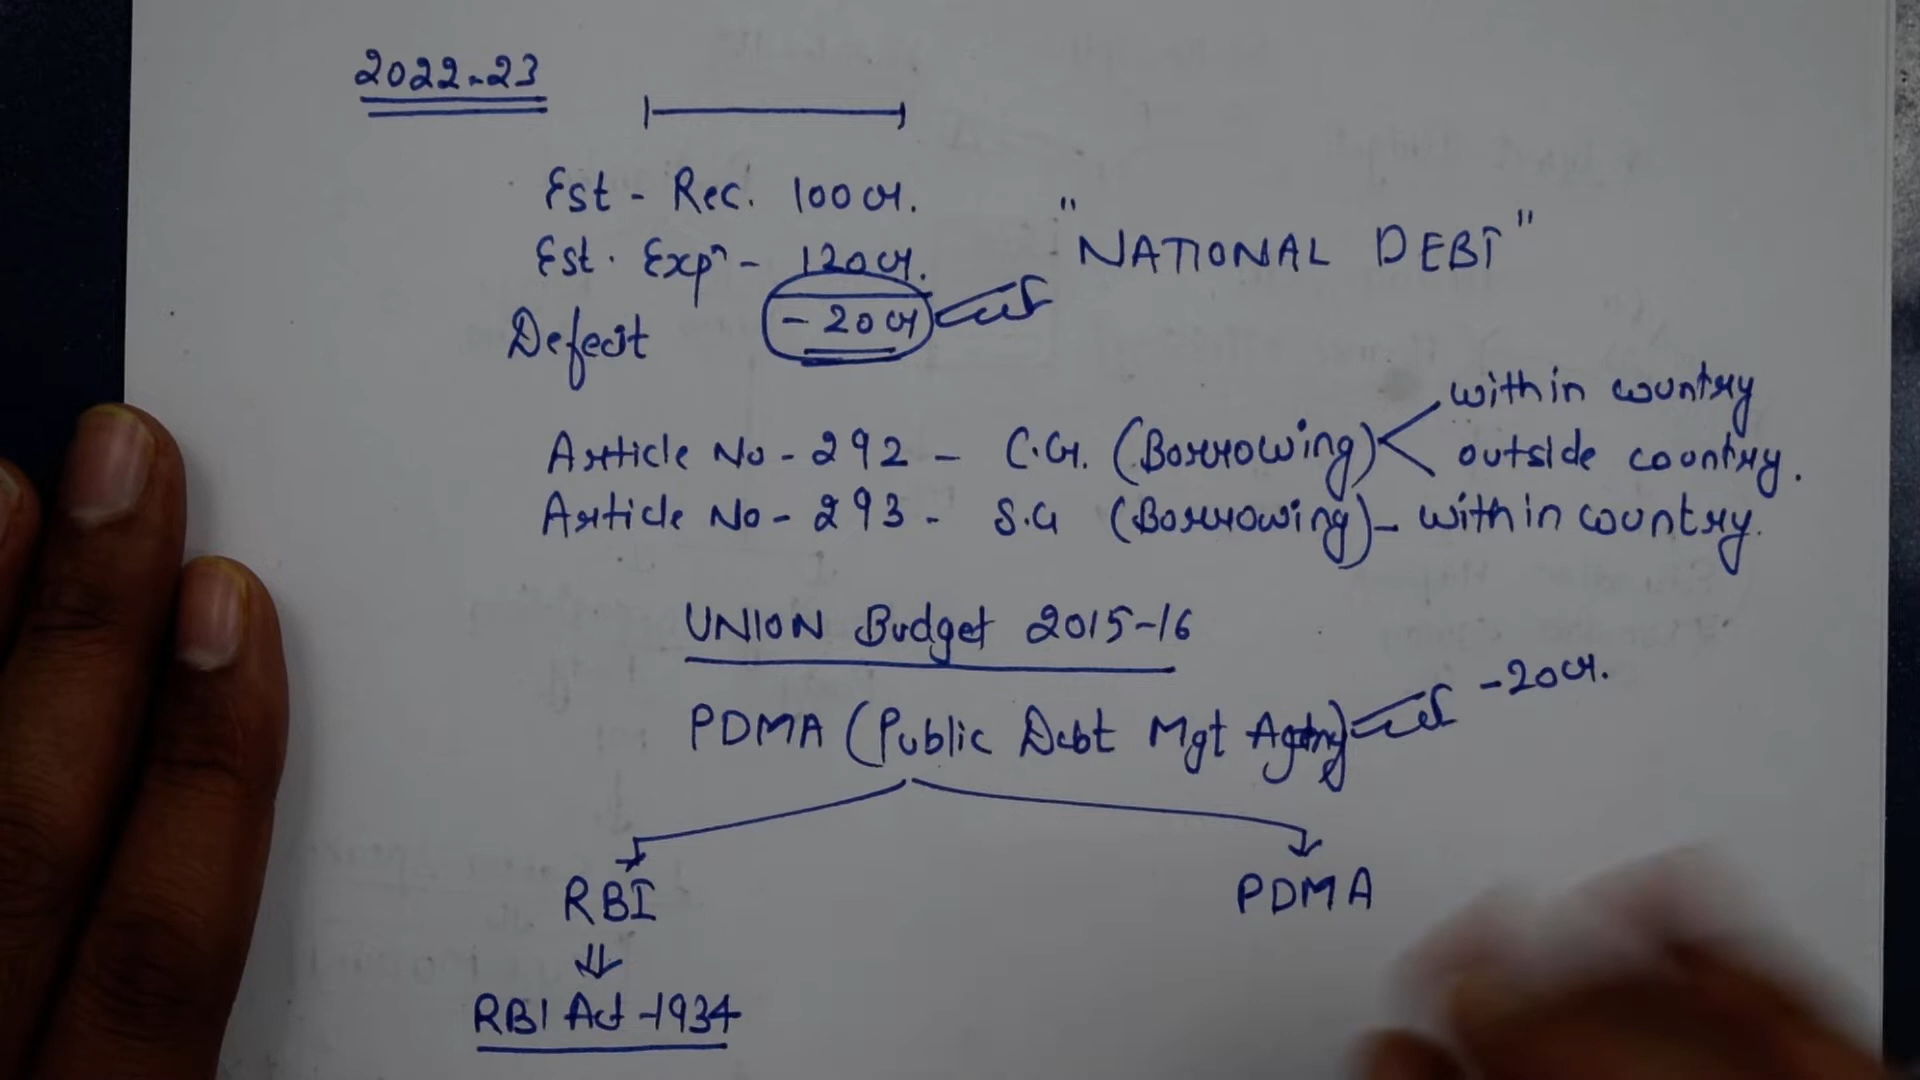 2022-23
Est - Rec. 100 cr.
Est. Expn - 120 cr.
"NATIONAL DEBT"
Defecit - 20 cr
Article No - 292 - C.G. (Borrowing) within country
outside country.
Article No - 293 - S.G (Borrowing) - within country.
UNION Budget 2015-16
PDMA (Public Debt Mgt Agency) -20 cr.
RBI PDMA
RBI Act -1934